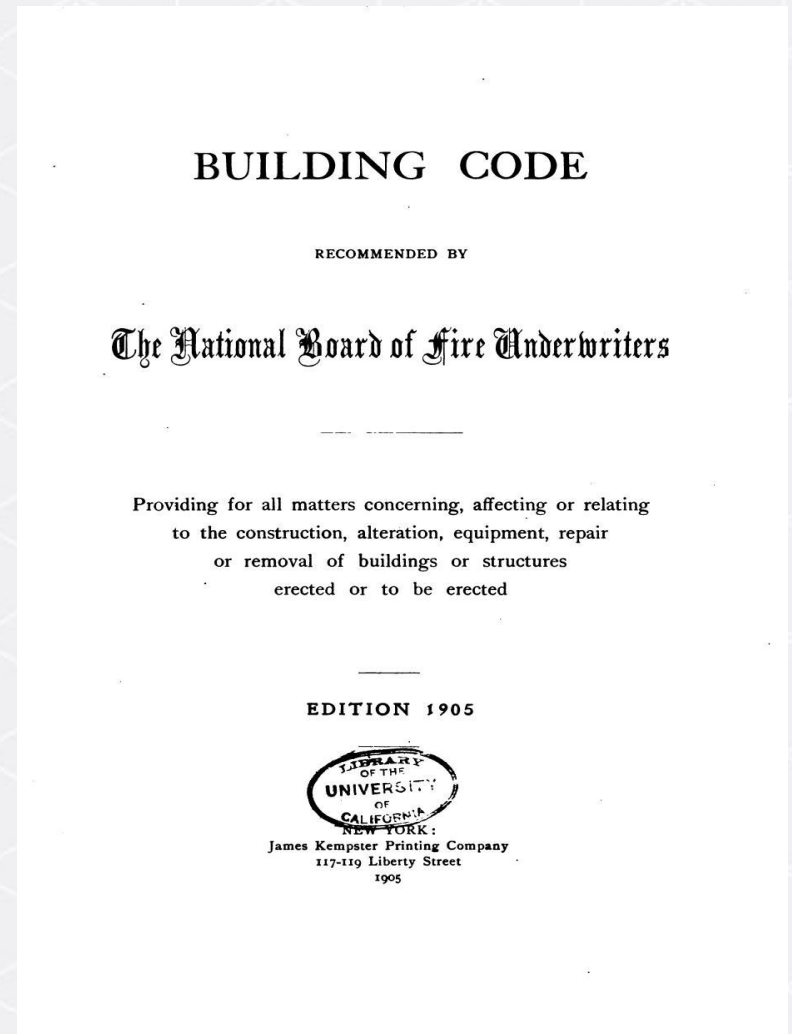 BUILDING CODE
RECOMMENDED BY
The National Board of Fire Underwriters
Providing for all matters concerning, affecting or relating
to the construction, alteration, equipment, repair
or removal of buildings or structures
erected or to be erected
EDITION 1905
LIBRARY
OF THE
UNIVERSITY
OF
CALIFORNIA
NEW YORK:
James Kempster Printing Company
117-119 Liberty Street
1905